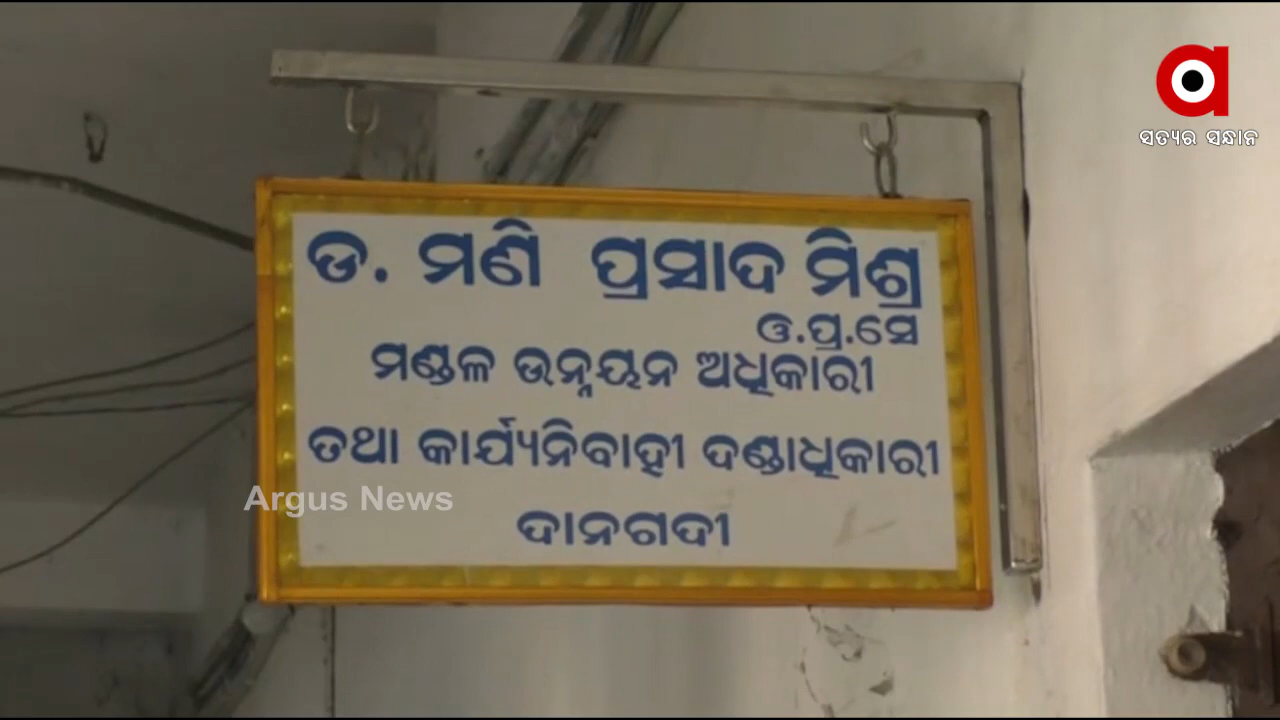 ସତ୍ୟର ସନ୍ଧାନ
ଡ. ମଣି ପ୍ରସାଦ ମିଶ୍ର
ଓ.ପ୍ର.ସେ
ମଣ୍ଡଳ ଉନ୍ନୟନ ଅଧିକାରୀ
ତଥା କାର୍ଯ୍ୟନିବାହୀ ଦଣ୍ଡାଧିକାରୀ
Argus News
ଦାନଗଦୀ